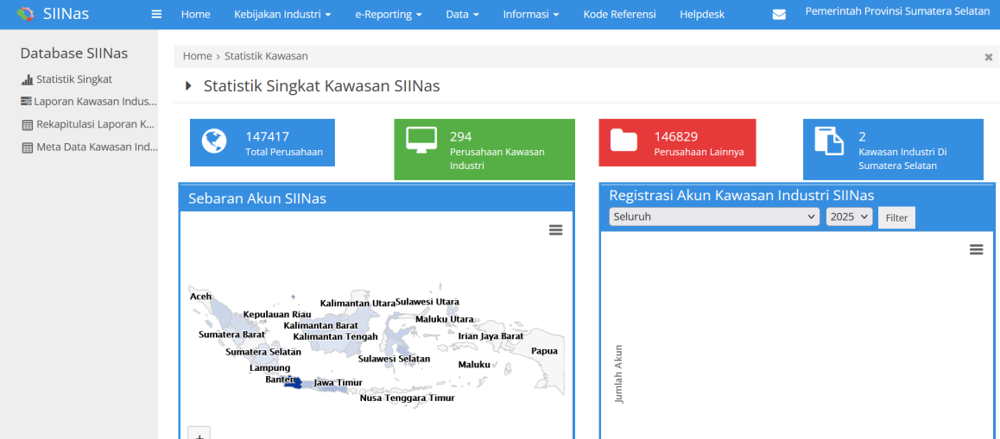 SIINas
Home
Kebijakan Industri
e-Reporting
Data
Informasi
Kode Referensi
Helpdesk
Pemerintah Provinsi Sumatera Selatan
Database SIINas
Statistik Singkat
Laporan Kawasan Indus...
Rekapitulasi Laporan K...
Meta Data Kawasan Ind...
Home › Statistik Kawasan
Statistik Singkat Kawasan SIINas
147417
Total Perusahaan
294
Perusahaan Kawasan
Industri
146829
Perusahaan Lainnya
2
Kawasan Industri Di
Sumatera Selatan
Sebaran Akun SIINas
Aceh
Kalimantan Utara
Sulawesi Utara
Kepulauan Riau
Maluku Utara
Kalimantan Barat
Sumatera Barat
Kalimantan Tengah
Irian Jaya Barat
Sumatera Selatan
Papua
Sulawesi Selatan
Lampung
Maluku
Banten
Jawa Timur
Nusa Tenggara Timur
+
Registrasi Akun Kawasan Industri SIINas
Seluruh
2025
Filter
Jumlah Akun